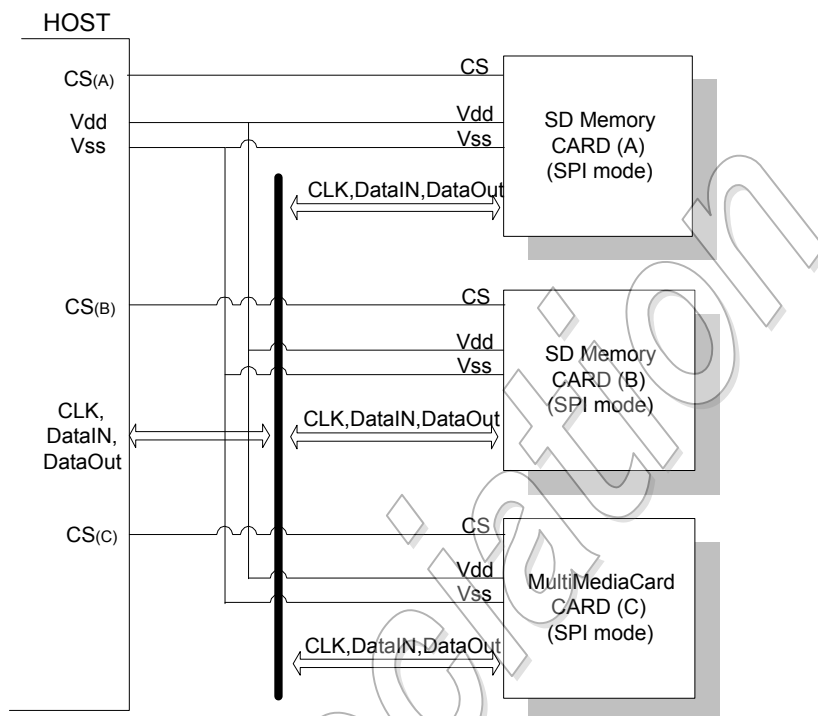 HOST
CS(A)
Vdd
Vss
CS
Vdd
Vss
SD Memory
CARD (A)
(SPI mode)
CLK,DataIN,DataOut
CS(B)
CS
Vdd
Vss
SD Memory
CARD (B)
(SPI mode)
CLK,
DataIN,
DataOut
CLK,DataIN,DataOut
CS(C)
CS
Vdd
Vss
MultiMediaCard
CARD (C)
(SPI mode)
CLK,DataIN,DataOut
ociation